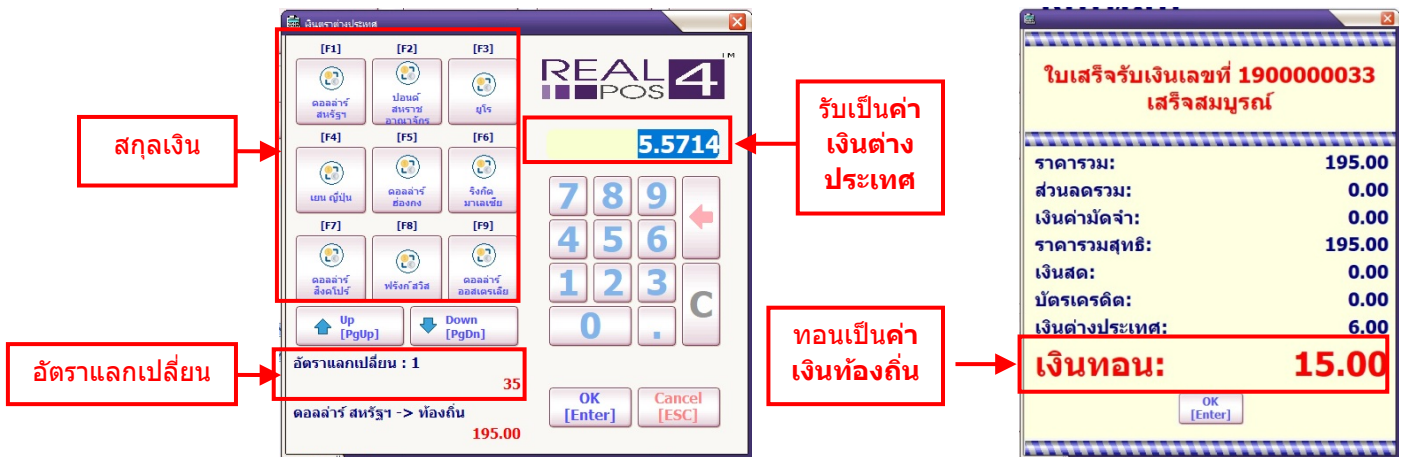 เงินตราต่างประเทศ
[F1] [F2] [F3]
ดอลล่าร์ สหรัฐฯ
ปอนด์ สหราช อาณาจักร
ยูโร
[F4] [F5] [F6]
เยน ญี่ปุ่น
ดอลล่าร์ ฮ่องกง
ริงกิต มาเลเซีย
[F7] [F8] [F9]
ดอลล่าร์ สิงคโปร์
ฟรังก์ สวิส
ดอลล่าร์ ออสเตรเลีย
Up [PgUp]
Down [PgDn]
อัตราแลกเปลี่ยน : 1
35
ดอลล่าร์ สหรัฐฯ -> ท้องถิ่น
195.00
REAL 4 TM
POS
5.5714
7 8 9
4 5 6
1 2 3 C
0 .
OK [Enter]
Cancel [ESC]
สกุลเงิน
อัตราแลกเปลี่ยน
รับเป็นค่า
เงินต่าง
ประเทศ
ทอนเป็นค่า
เงินท้องถิ่น
ใบเสร็จรับเงินเลขที่ 1900000033
เสร็จสมบูรณ์
ราคารวม: 195.00
ส่วนลดรวม: 0.00
เงินค่ามัดจำ: 0.00
ราคารวมสุทธิ: 195.00
เงินสด: 0.00
บัตรเครดิต: 0.00
เงินต่างประเทศ: 6.00
เงินทอน: 15.00
OK
[Enter]